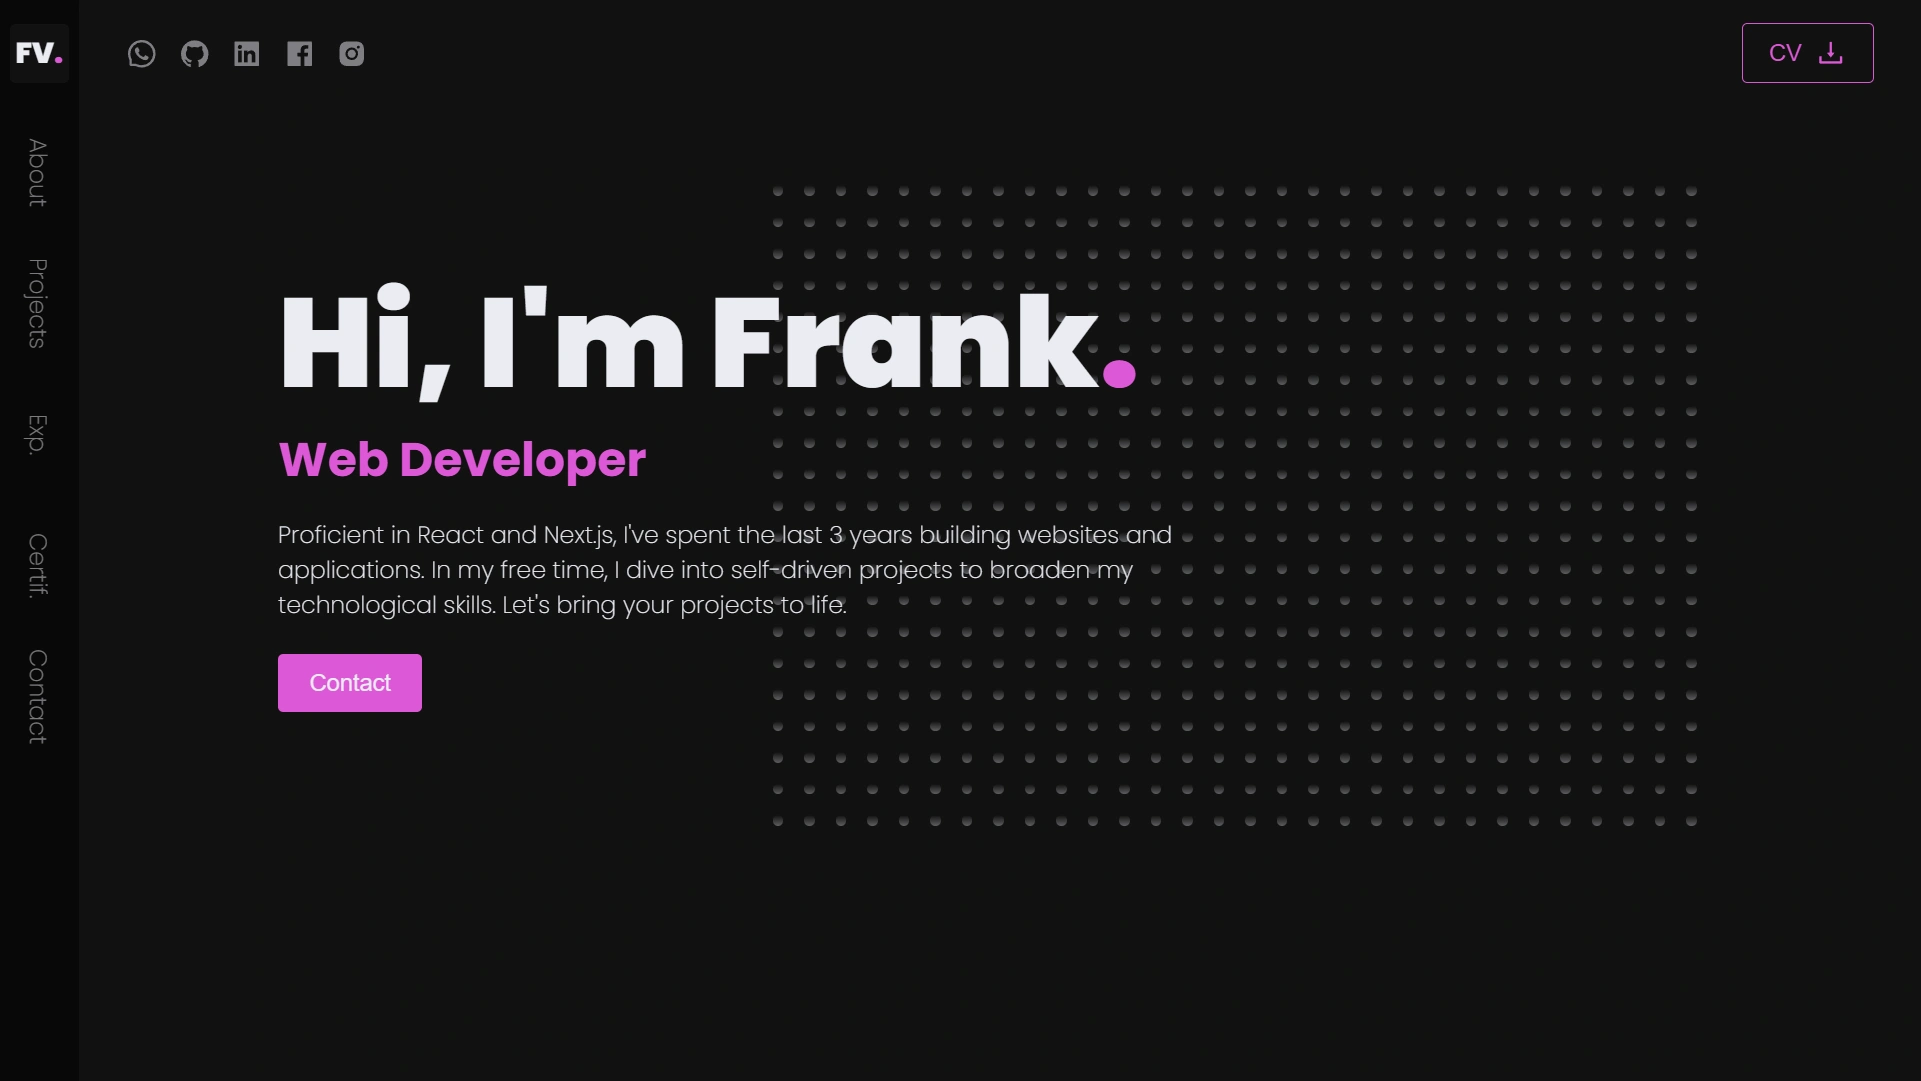 FV.
CV
About
Projects
Exp.
Certif.
Contact
Hi, I'm Frank.
Web Developer
Proficient in React and Next.js, I've spent the last 3 years building websites and
applications. In my free time, I dive into self-driven projects to broaden my
technological skills. Let's bring your projects to life.
Contact